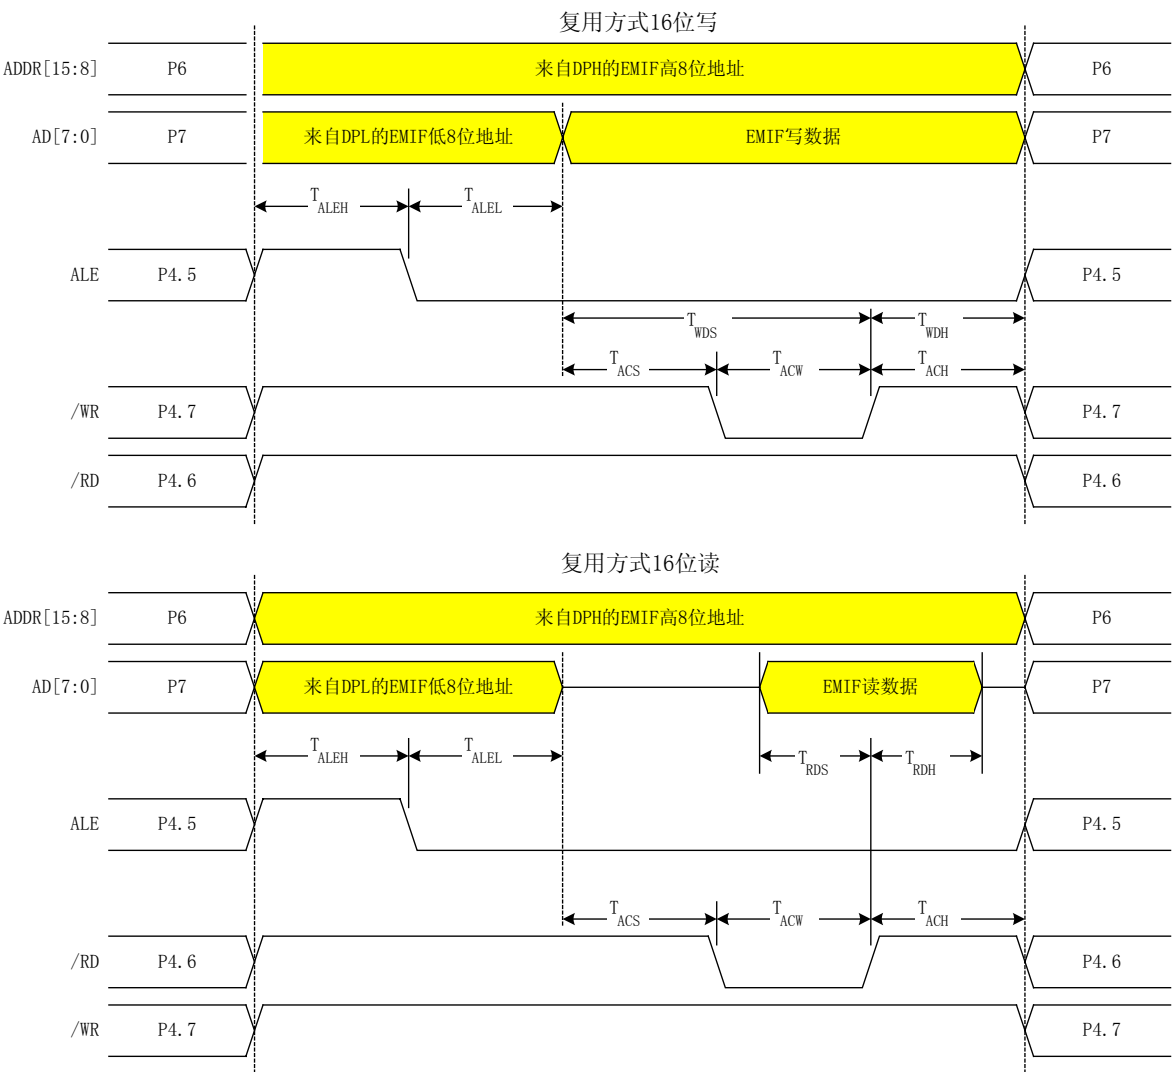 复用方式16位写
ADDR[15:8] P6 来自DPH的EMIF高8位地址 P6
AD[7:0] P7 来自DPL的EMIF低8位地址 EMIF写数据 P7
TALEH TALEL
ALE P4.5 P4.5
TWDS TWDH
TACS TACW TACH
/WR P4.7 P4.7
/RD P4.6 P4.6
复用方式16位读
ADDR[15:8] P6 来自DPH的EMIF高8位地址 P6
AD[7:0] P7 来自DPL的EMIF低8位地址 EMIF读数据 P7
TALEH TALEL TRDS TRDH
ALE P4.5 P4.5
TACS TACW TACH
/RD P4.6 P4.6
/WR P4.7 P4.7